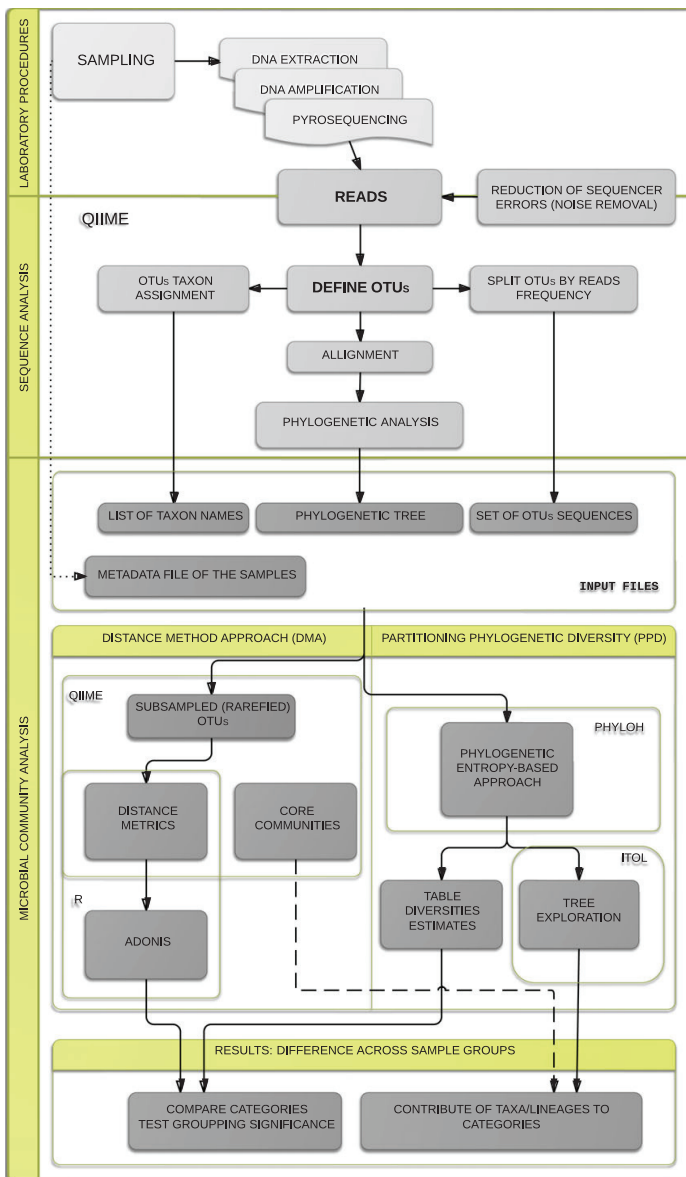 LABORATORY PROCEDURES
SAMPLING
DNA EXTRACTION
DNA AMPLIFICATION
PYROSEQUENCING
READS
REDUCTION OF SEQUENCER
ERRORS (NOISE REMOVAL)
SEQUENCE ANALYSIS
QIIME
OTUs TAXON
ASSIGNMENT
DEFINE OTUs
SPLIT OTUs BY READS
FREQUENCY
ALLIGNMENT
PHYLOGENETIC ANALYSIS
MICROBIAL COMMUNITY ANALYSIS
LIST OF TAXON NAMES
PHYLOGENETIC TREE
SET OF OTUs SEQUENCES
METADATA FILE OF THE SAMPLES
INPUT FILES
DISTANCE METHOD APPROACH (DMA)
PARTITIONING PHYLOGENETIC DIVERSITY (PPD)
QIIME
SUBSAMPLED (RAREFIED)
OTUs
PHYLOH
PHYLOGENETIC
ENTROPY-BASED
APPROACH
DISTANCE
METRICS
CORE
COMMUNITIES
ITOL
R
ADONIS
TABLE
DIVERSITIES
ESTIMATES
TREE
EXPLORATION
RESULTS: DIFFERENCE ACROSS SAMPLE GROUPS
COMPARE CATEGORIES
TEST GROUPPING SIGNIFICANCE
CONTRIBUTE OF TAXA/LINEAGES TO
CATEGORIES